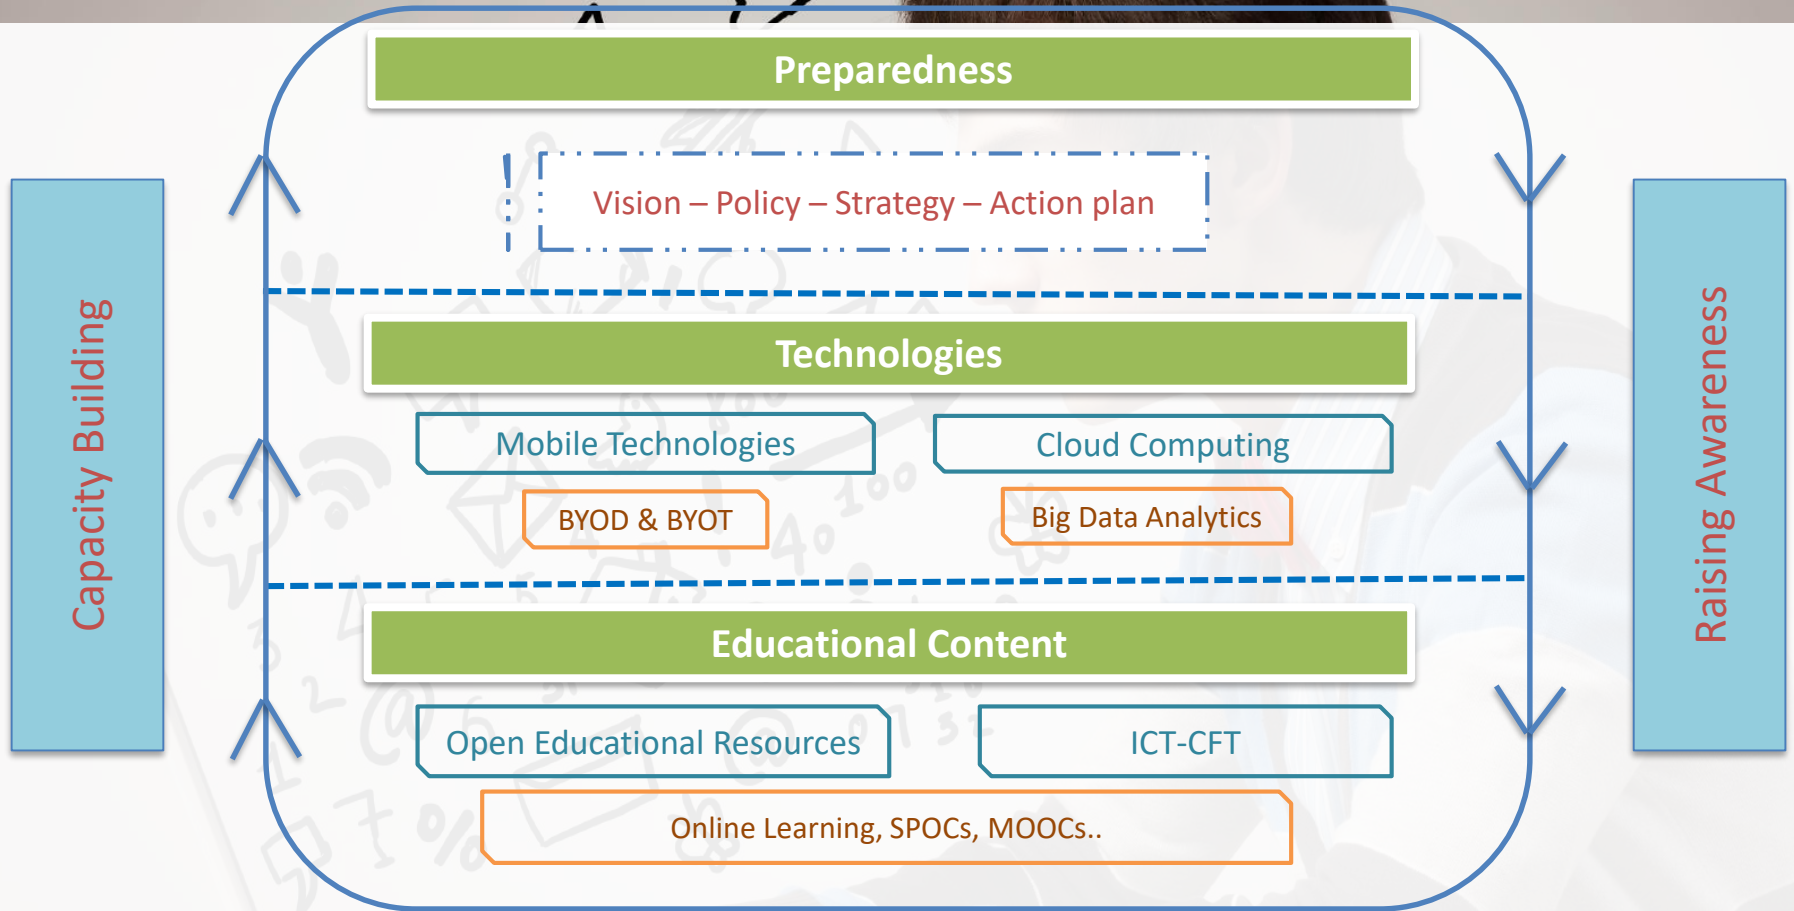 Preparedness
Vision – Policy – Strategy – Action plan
Capacity Building
Raising Awareness
Technologies
Mobile Technologies
Cloud Computing
BYOD & BYOT
Big Data Analytics
Educational Content
Open Educational Resources
ICT-CFT
Online Learning, SPOCs, MOOCs..